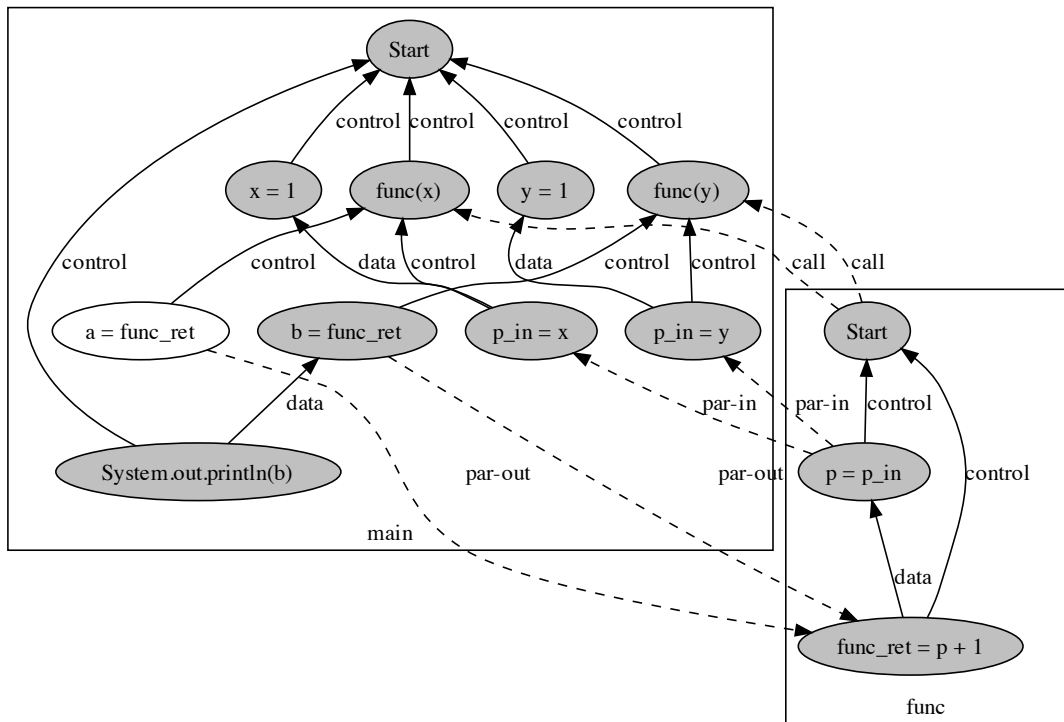 Start
control
control
control
control
x = 1
func(x)
y = 1
func(y)
control
control
data
control
data
control
control
call
call
a = func_ret
b = func_ret
p_in = x
p_in = y
Start
data
par-in
par-in
control
System.out.println(b)
par-out
par-out
p = p_in
control
main
data
func_ret = p + 1
func